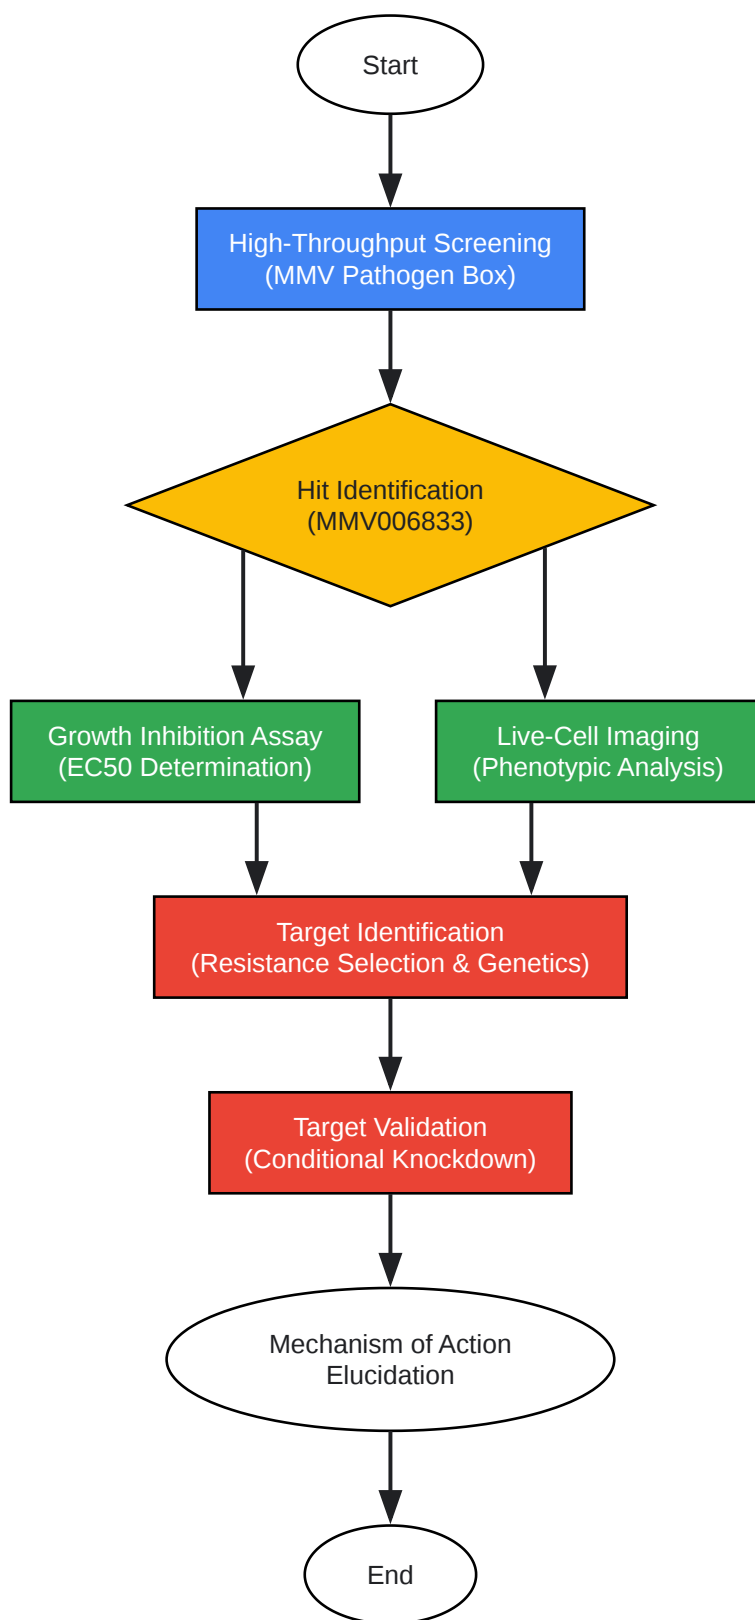 Start
High-Throughput Screening
(MMV Pathogen Box)
Hit Identification
(MMV006833)
Growth Inhibition Assay
(EC50 Determination)
Live-Cell Imaging
(Phenotypic Analysis)
Target Identification
(Resistance Selection & Genetics)
Target Validation
(Conditional Knockdown)
Mechanism of Action
Elucidation
End